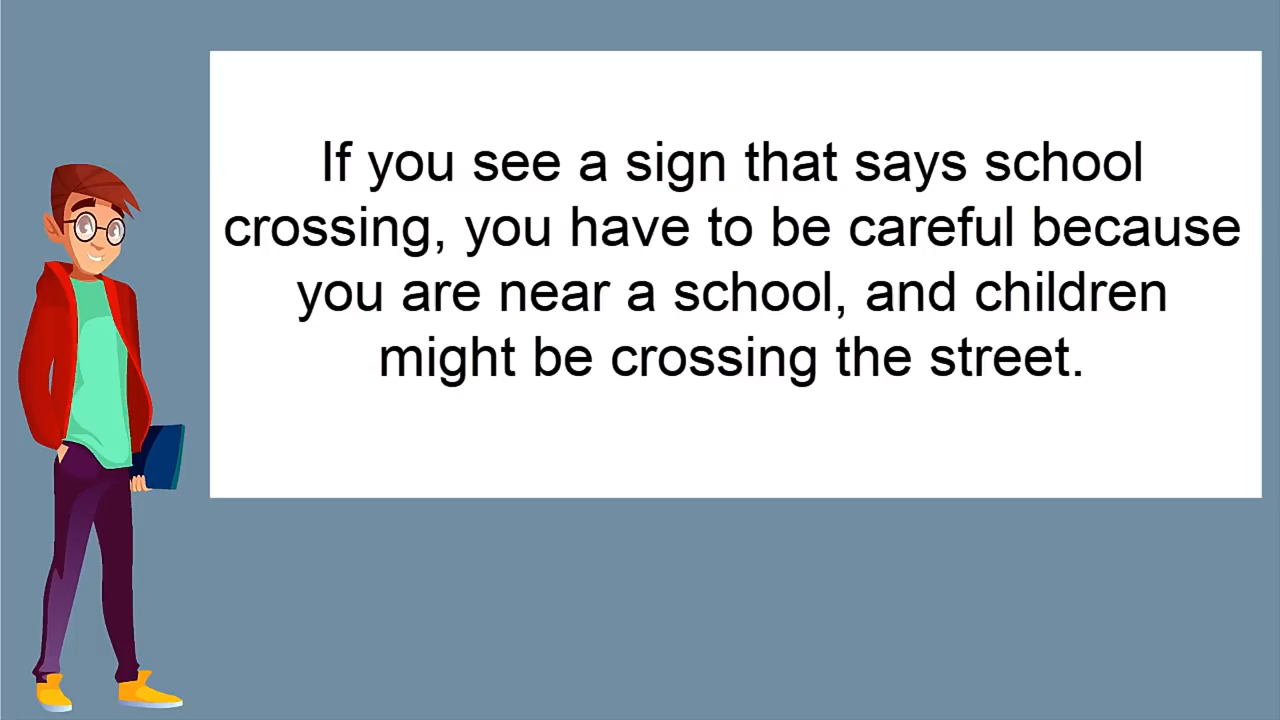 If you see a sign that says school
crossing, you have to be careful because
you are near a school, and children
might be crossing the street.